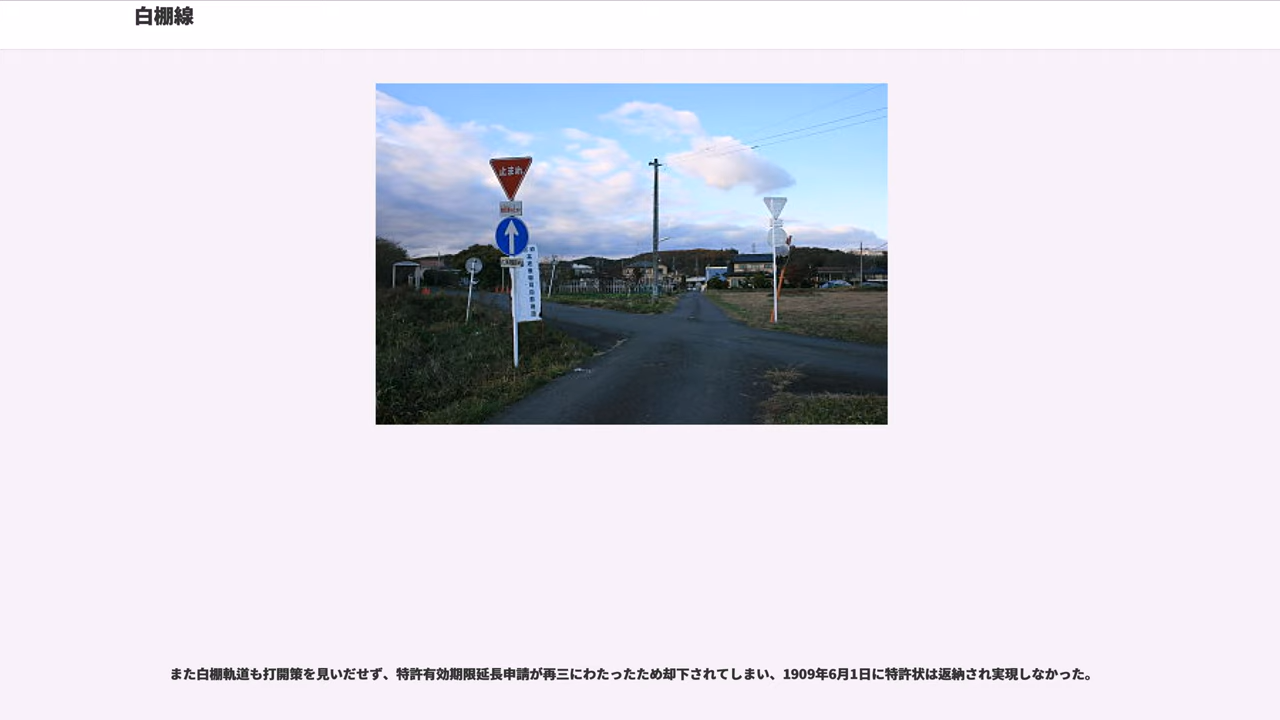 白棚線
止まれ
また白棚軌道も打開策を見いだせず、特許有効期限延長申請が再三にわたったため却下されてしまい、1909年6月1日に特許状は返納され実現しなかった。